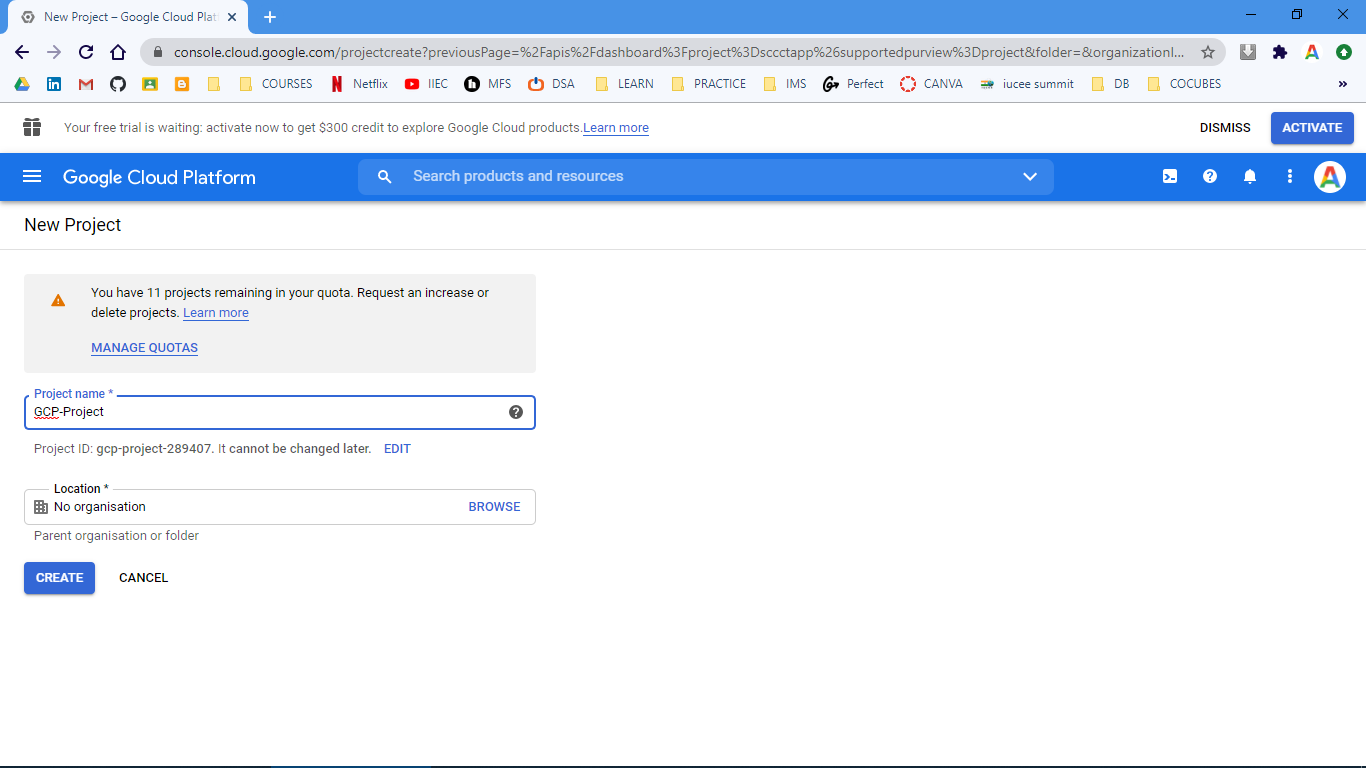 New Project – Google Cloud Plat
console.cloud.google.com/projectcreate?previousPage=%2Fapis%2Fdashboard%3Fproject%3Dsccctapp%26supportedpurview%3Dproject&folder=&organizationI...
COURSES Netflix IIEC MFS DSA LEARN PRACTICE IMS Perfect CANVA iucee summit DB COCUBES »
Your free trial is waiting: activate now to get $300 credit to explore Google Cloud products. Learn more DISMISS ACTIVATE
Google Cloud Platform Search products and resources
New Project
You have 11 projects remaining in your quota. Request an increase or
delete projects. Learn more
MANAGE QUOTAS
Project name *
GCP-Project
Project ID: gcp-project-289407. It cannot be changed later. EDIT
Location *
No organisation BROWSE
Parent organisation or folder
CREATE CANCEL